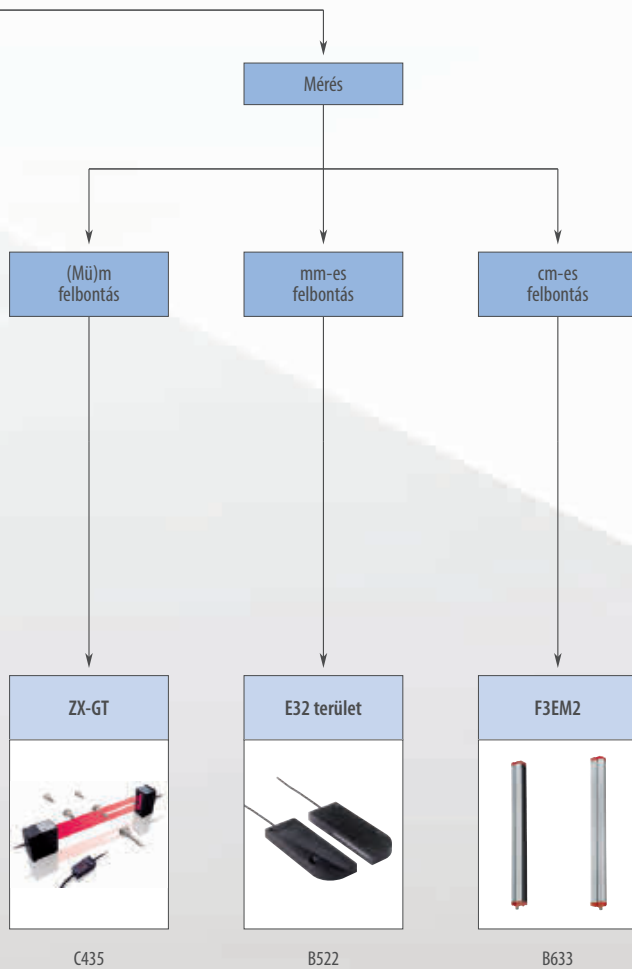 Mérés
(Mü)m
felbontás
mm-es
felbontás
cm-es
felbontás
ZX-GT
E32 terület
F3EM2
C435
B522
B633